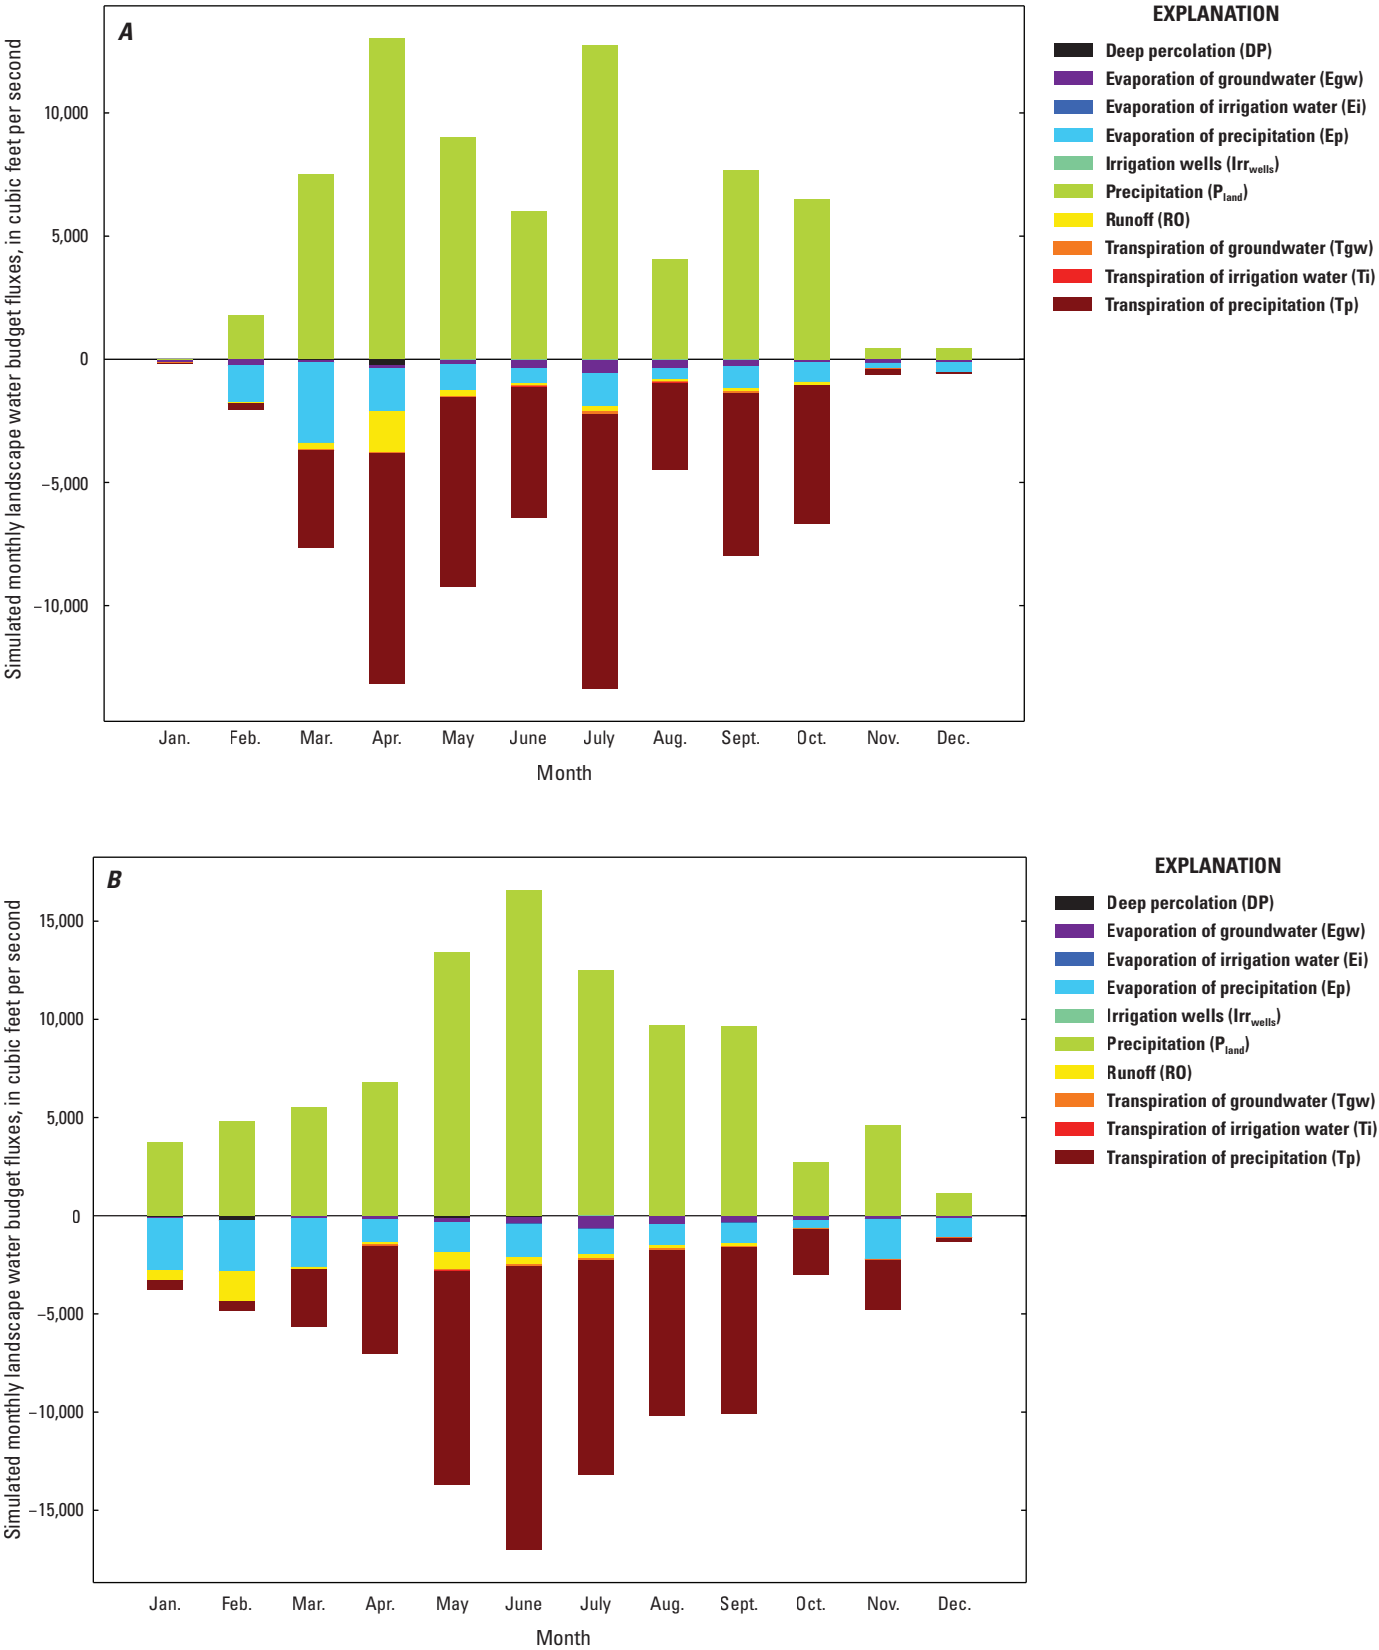 A
Simulated monthly landscape water budget fluxes, in cubic feet per second
10,000
5,000
0
−5,000
−10,000
Jan. Feb. Mar. Apr. May June July Aug. Sept. Oct. Nov. Dec.
Month
EXPLANATION
Deep percolation (DP)
Evaporation of groundwater (Egw)
Evaporation of irrigation water (Ei)
Evaporation of precipitation (Ep)
Irrigation wells (Irrwells)
Precipitation (Pland)
Runoff (RO)
Transpiration of groundwater (Tgw)
Transpiration of irrigation water (Ti)
Transpiration of precipitation (Tp)
B
Simulated monthly landscape water budget fluxes, in cubic feet per second
15,000
10,000
5,000
0
−5,000
−10,000
−15,000
Jan. Feb. Mar. Apr. May June July Aug. Sept. Oct. Nov. Dec.
Month
EXPLANATION
Deep percolation (DP)
Evaporation of groundwater (Egw)
Evaporation of irrigation water (Ei)
Evaporation of precipitation (Ep)
Irrigation wells (Irrwells)
Precipitation (Pland)
Runoff (RO)
Transpiration of groundwater (Tgw)
Transpiration of irrigation water (Ti)
Transpiration of precipitation (Tp)